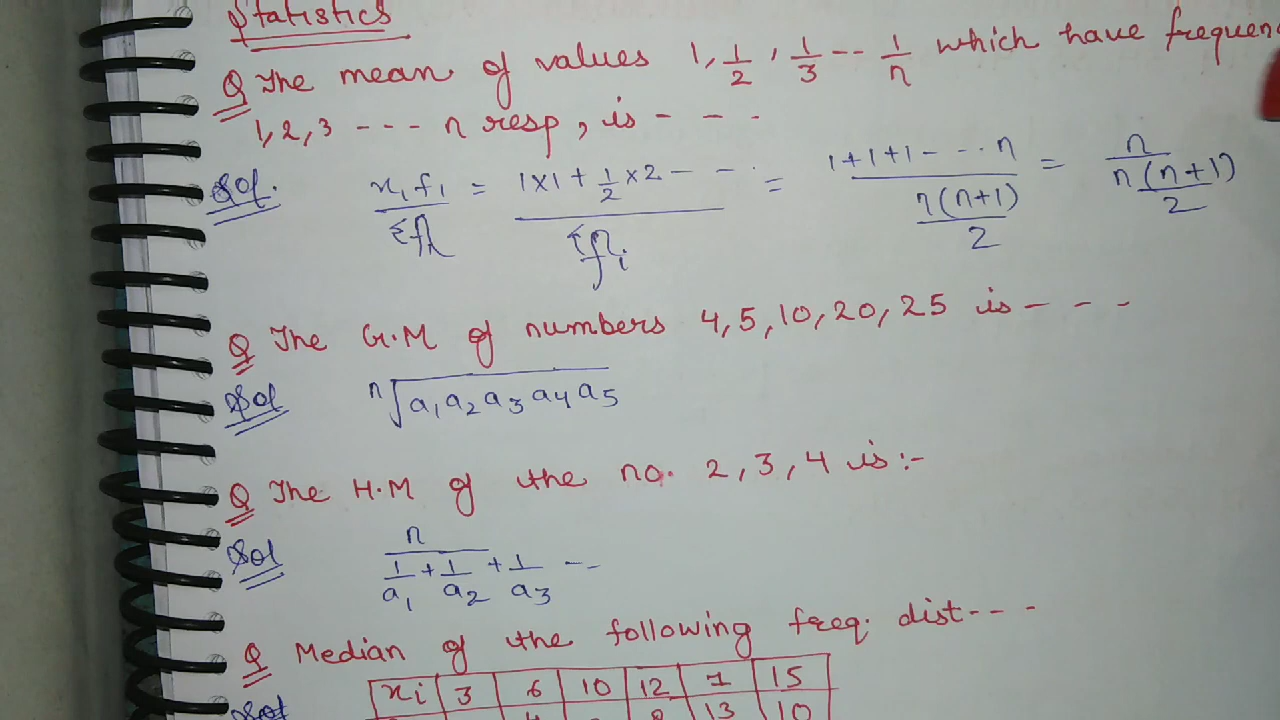 Statistics
Q The mean of values 1, 1/2, 1/3 -- 1/n which have frequen
1, 2, 3 --- n resp, is - - -
Sol. x₁f₁/Σfi = (1×1 + 1/2×2 - - -)/Σfi = (1+1+1- - .. n)/(n(n+1)/2) = n/(n(n+1)/2)
Q The G.M of numbers 4, 5, 10, 20, 25 is - - -
Sol ⁿ√a₁a₂a₃a₄a₅
Q The H.M of the no. 2, 3, 4 is :-
Sol n/(1/a₁ + 1/a₂ + 1/a₃ --)
Q Median of the following freq. dist - - -
Sol xi 3 6 10 12 7 15
13 10